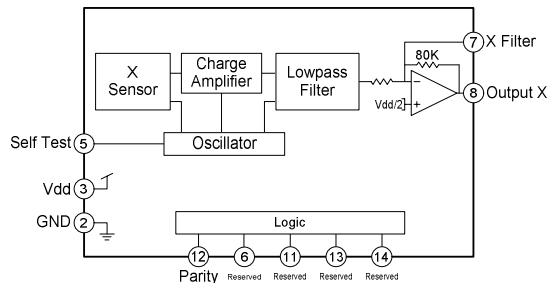 7 X Filter
X Sensor
Charge Amplifier
Lowpass Filter
80K
−
+
Vdd/2
8 Output X
Self Test 5
Oscillator
Vdd 3
GND 2
Logic
12 6 11 13 14
Parity Reserved Reserved Reserved Reserved